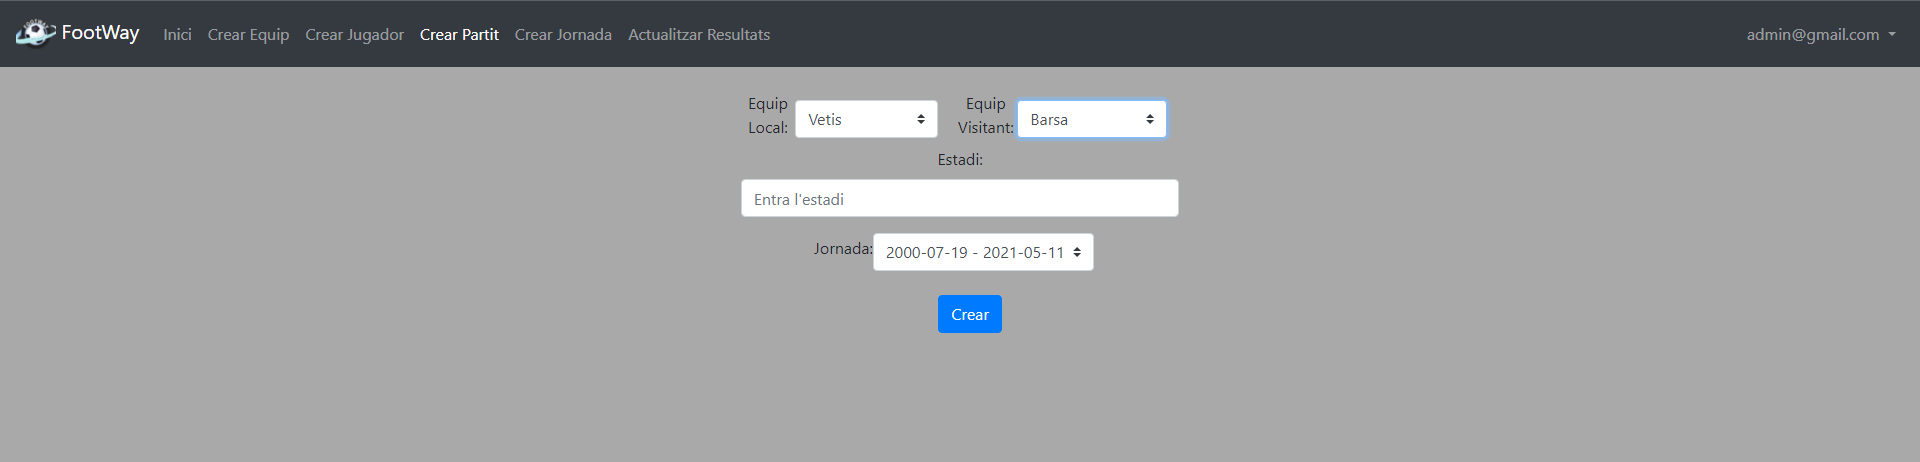 FootWay Inici Crear Equip Crear Jugador Crear Partit Crear Jornada Actualitzar Resultats admin@gmail.com
Equip
Local:
Vetis
Equip
Visitant:
Barsa
Estadi:
Entra l'estadi
Jornada: 2000-07-19 - 2021-05-11
Crear